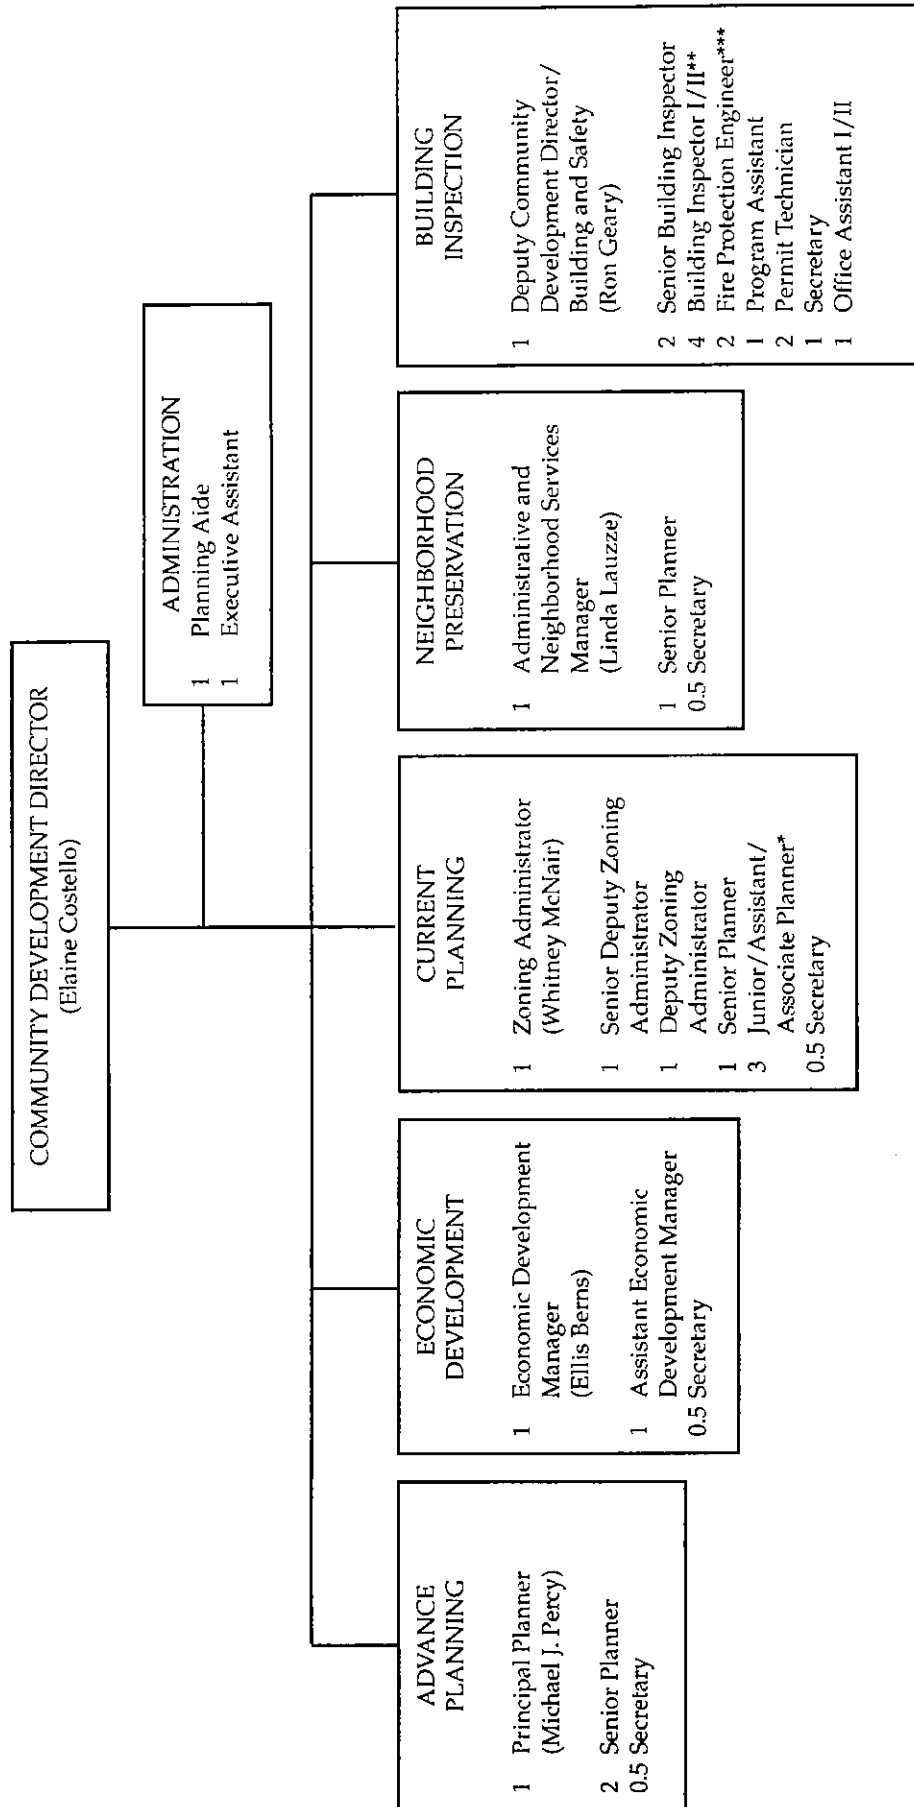 COMMUNITY DEVELOPMENT DIRECTOR
(Elaine Costello)
ADMINISTRATION
1 Planning Aide
1 Executive Assistant
ADVANCE
PLANNING
1 Principal Planner
(Michael J. Percy)
2 Senior Planner
0.5 Secretary
ECONOMIC
DEVELOPMENT
1 Economic Development
Manager
(Ellis Berns)
1 Assistant Economic
Development Manager
0.5 Secretary
CURRENT
PLANNING
1 Zoning Administrator
(Whitney McNair)
1 Senior Deputy Zoning
Administrator
1 Deputy Zoning
Administrator
1 Senior Planner
3 Junior/Assistant/
Associate Planner*
0.5 Secretary
NEIGHBORHOOD
PRESERVATION
1 Administrative and
Neighborhood Services
Manager
(Linda Lauzze)
1 Senior Planner
0.5 Secretary
BUILDING
INSPECTION
1 Deputy Community
Development Director/
Building and Safety
(Ron Geary)
2 Senior Building Inspector
4 Building Inspector I/II**
2 Fire Protection Engineer***
1 Program Assistant
2 Permit Technician
1 Secretary
1 Office Assistant I/II